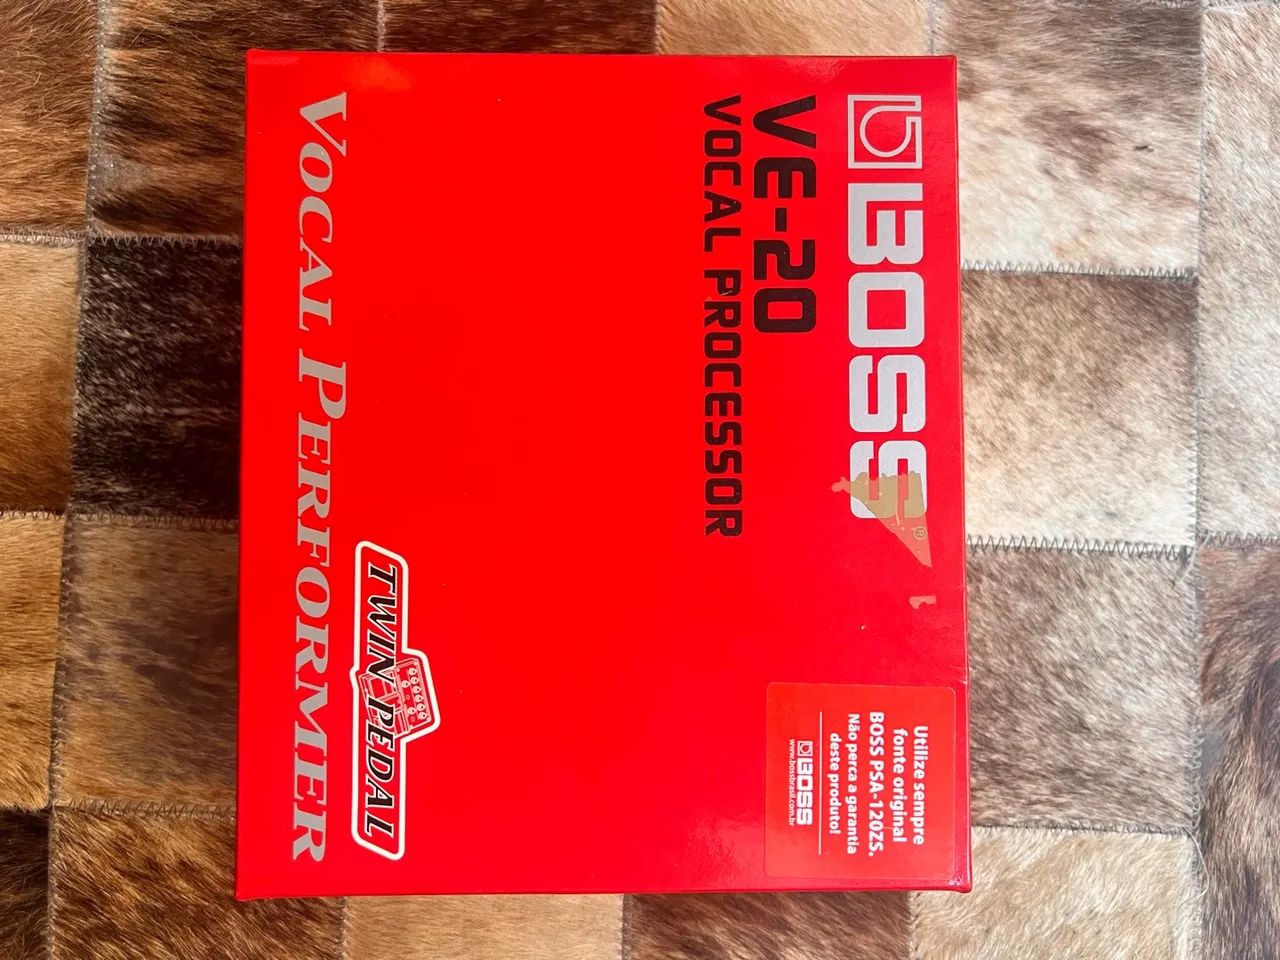 BOSS®
VE-20
VOCAL PROCESSOR
Utilize sempre
fonte original
BOSS PSA-120ZS.
Não perca a garantia
deste produto!
BOSS
www.bossbrasil.com.br
TWIN PEDAL
VOCAL PERFORMER